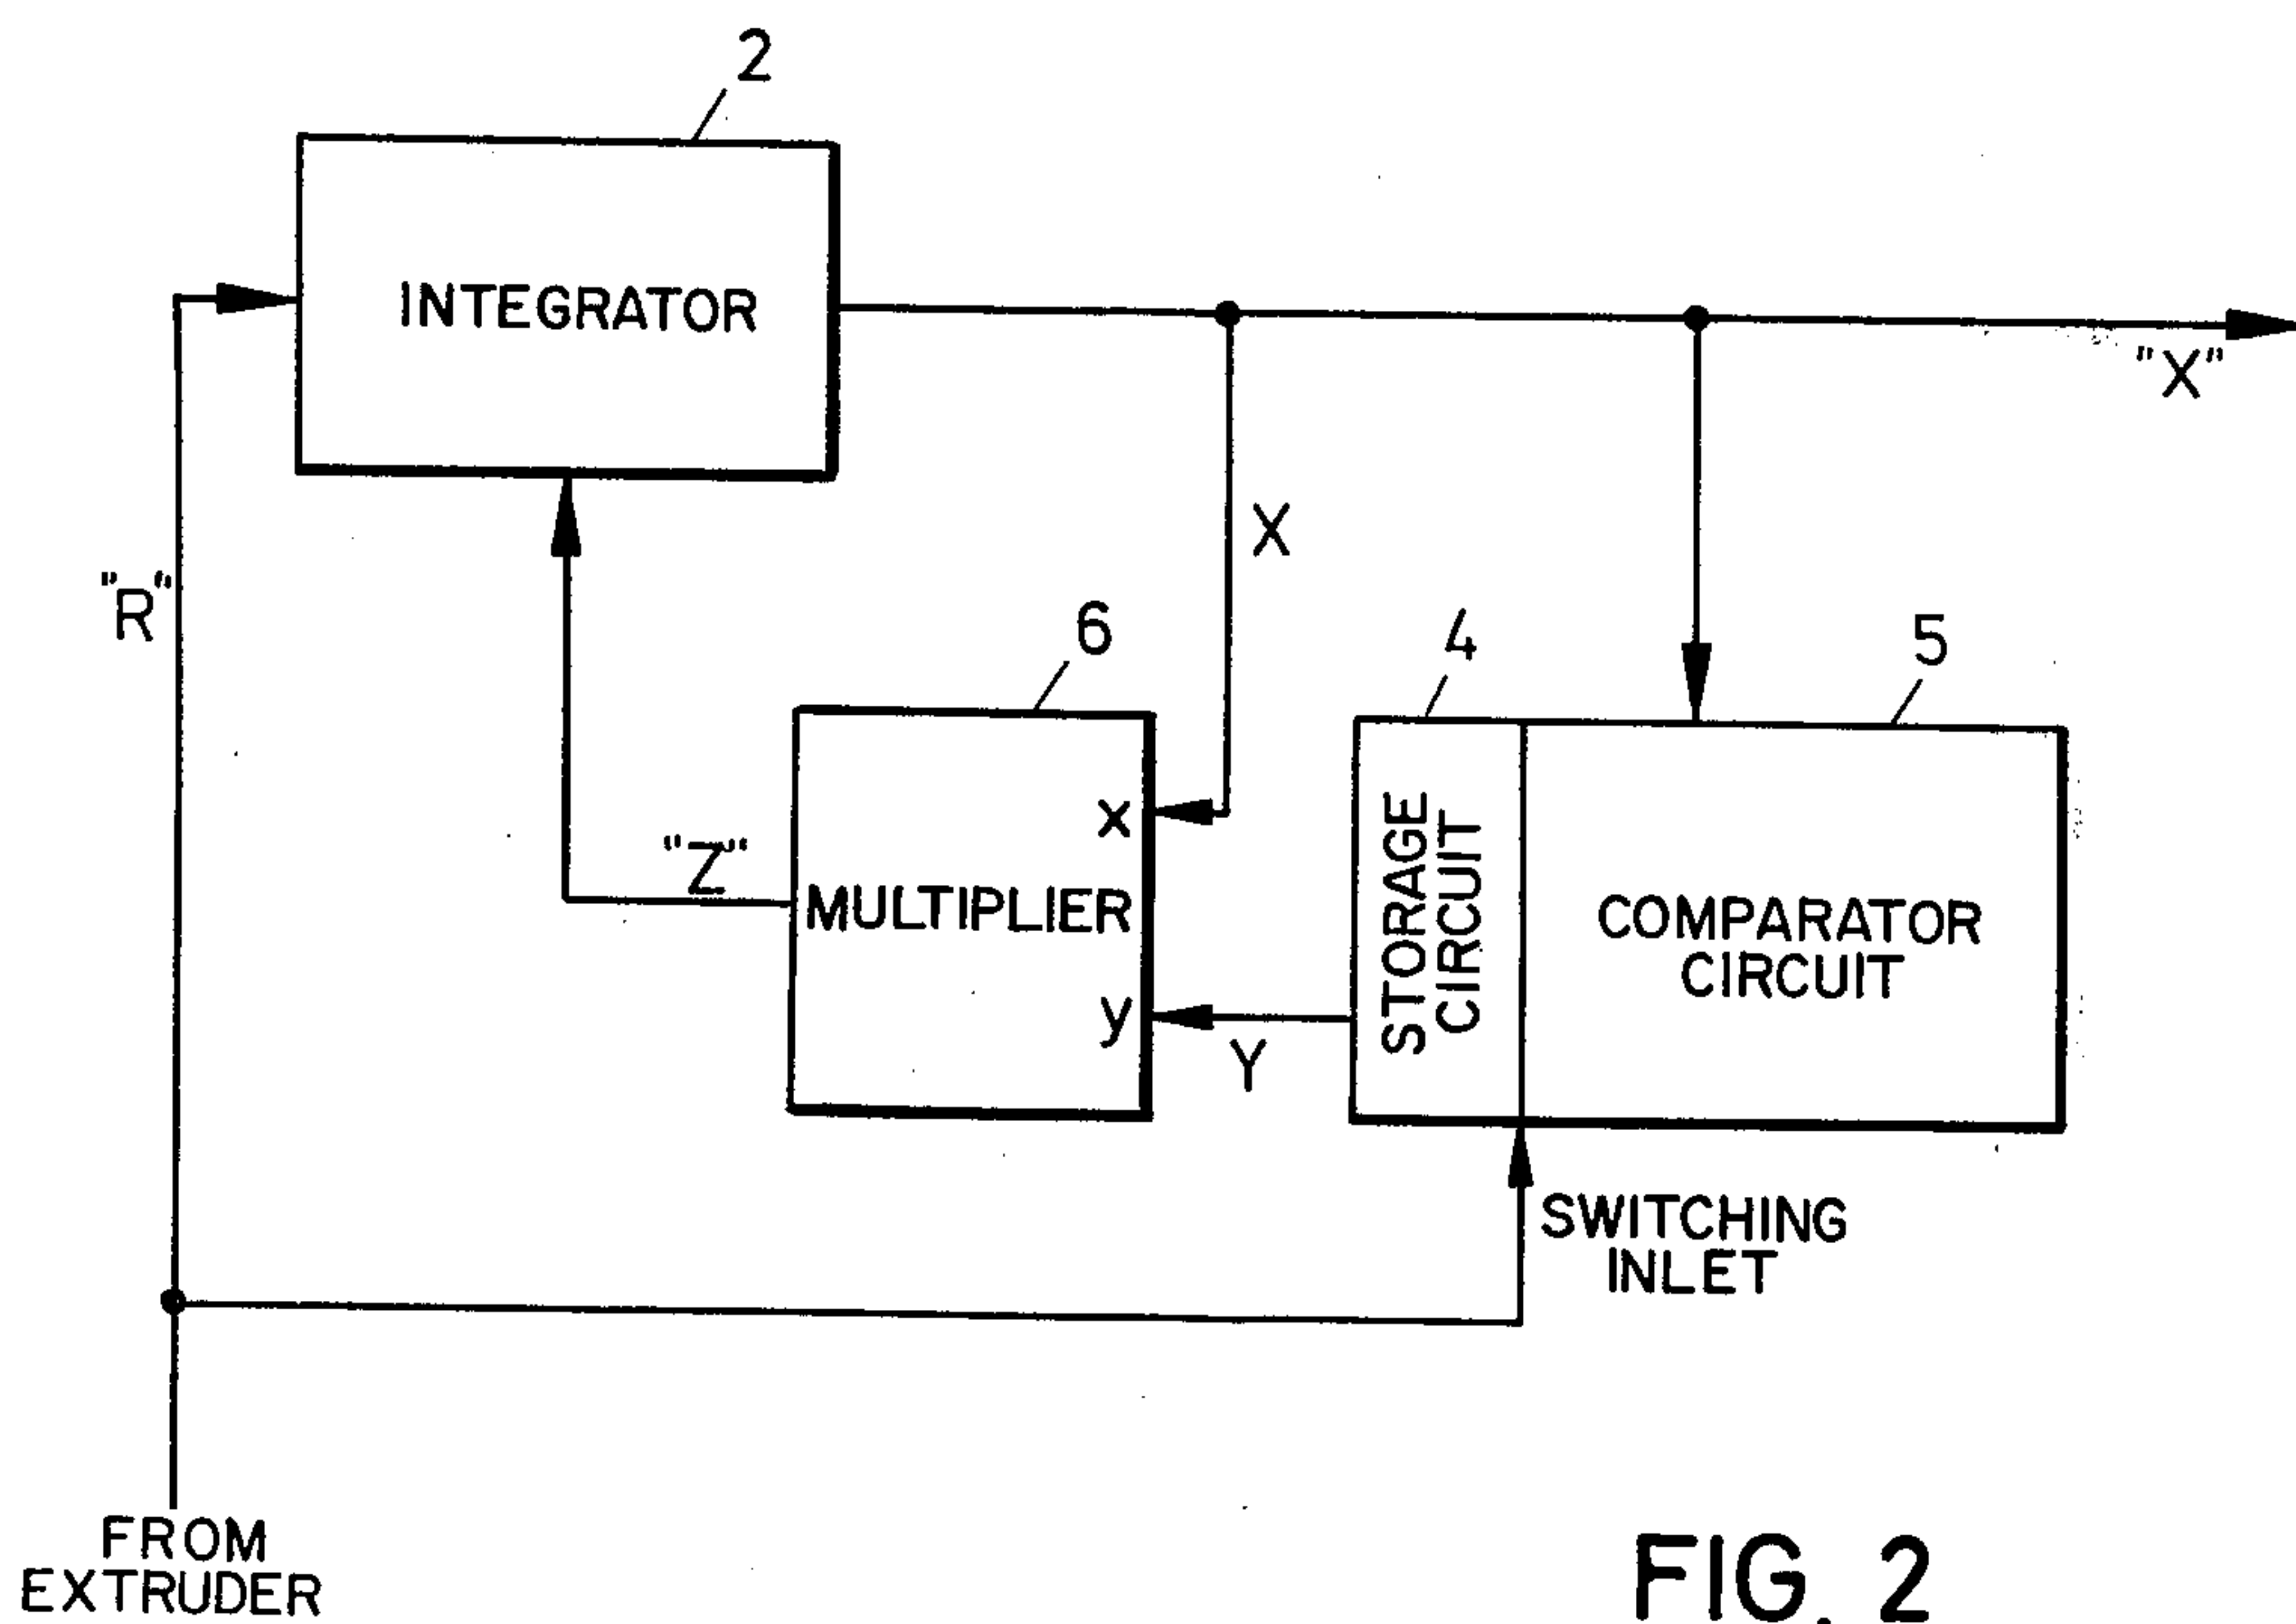 2
INTEGRATOR
"X"
"R"
X
6
4
5
"Z"
x
MULTIPLIER
y
Y
STORAGE
CIRCUIT
COMPARATOR
CIRCUIT
SWITCHING
INLET
FROM
EXTRUDER
FIG. 2